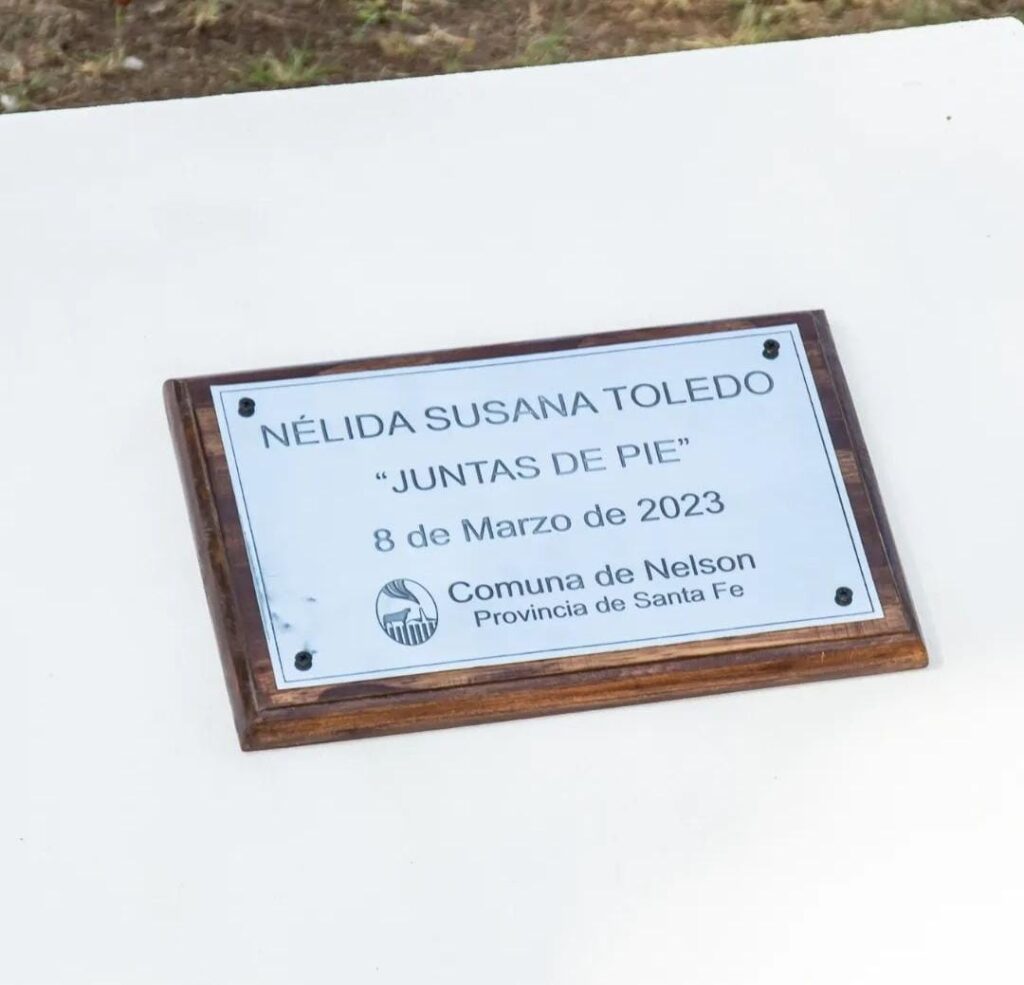 NÉLIDA SUSANA TOLEDO
“JUNTAS DE PIE”
8 de Marzo de 2023
Comuna de Nelson
Provincia de Santa Fe